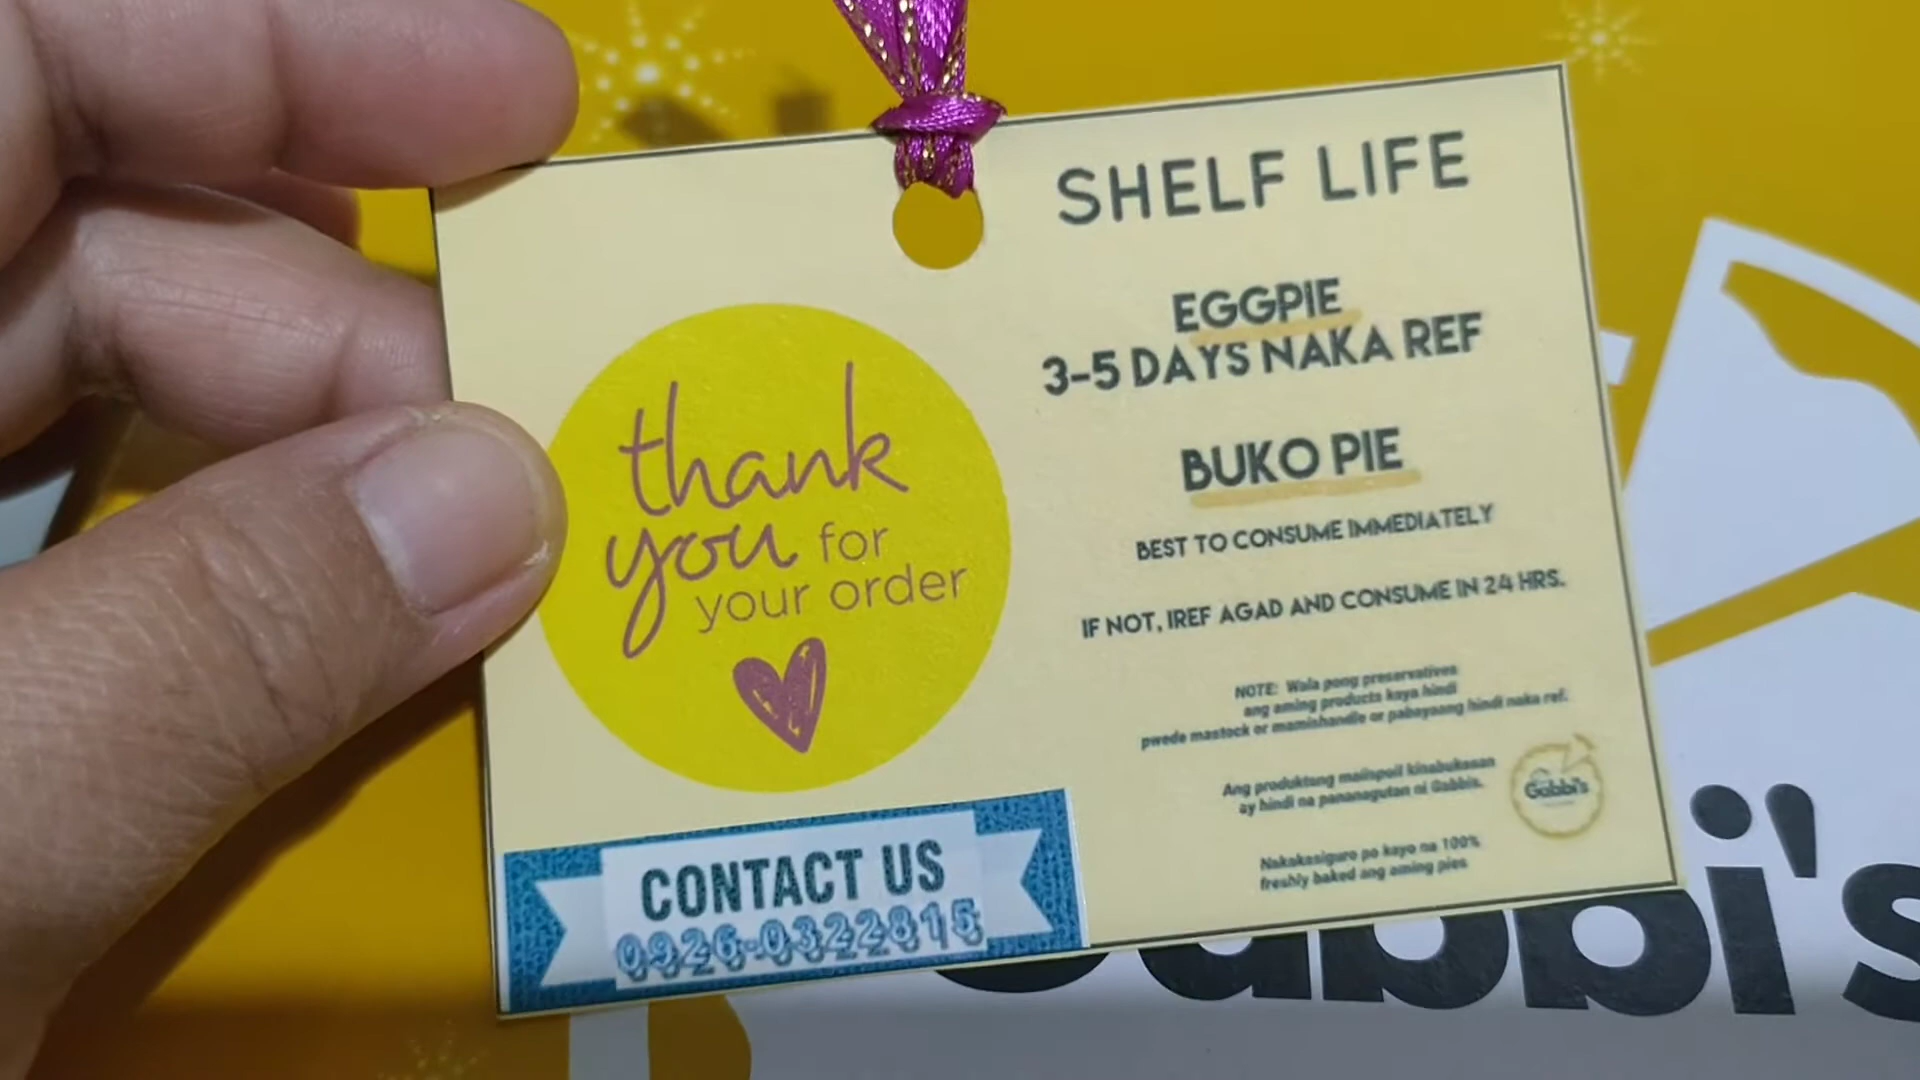 thank
you for
your order
CONTACT US
0926-0322815
SHELF LIFE
EGGPIE
3-5 DAYS NAKA REF
BUKO PIE
BEST TO CONSUME IMMEDIATELY
IF NOT, IREF AGAD AND CONSUME IN 24 HRS.
NOTE: Wala pong preservatives
ang aming products kaya hindi
pwede mastock or mamishandle or pabayaang hindi naka ref.
Ang produktong maiispoil kinabukasan
ay hindi na pananagutan ni Gabbis.
Gabbi's
Nakakasiguro po kayo na 100%
freshly baked ang aming pies
abbi's